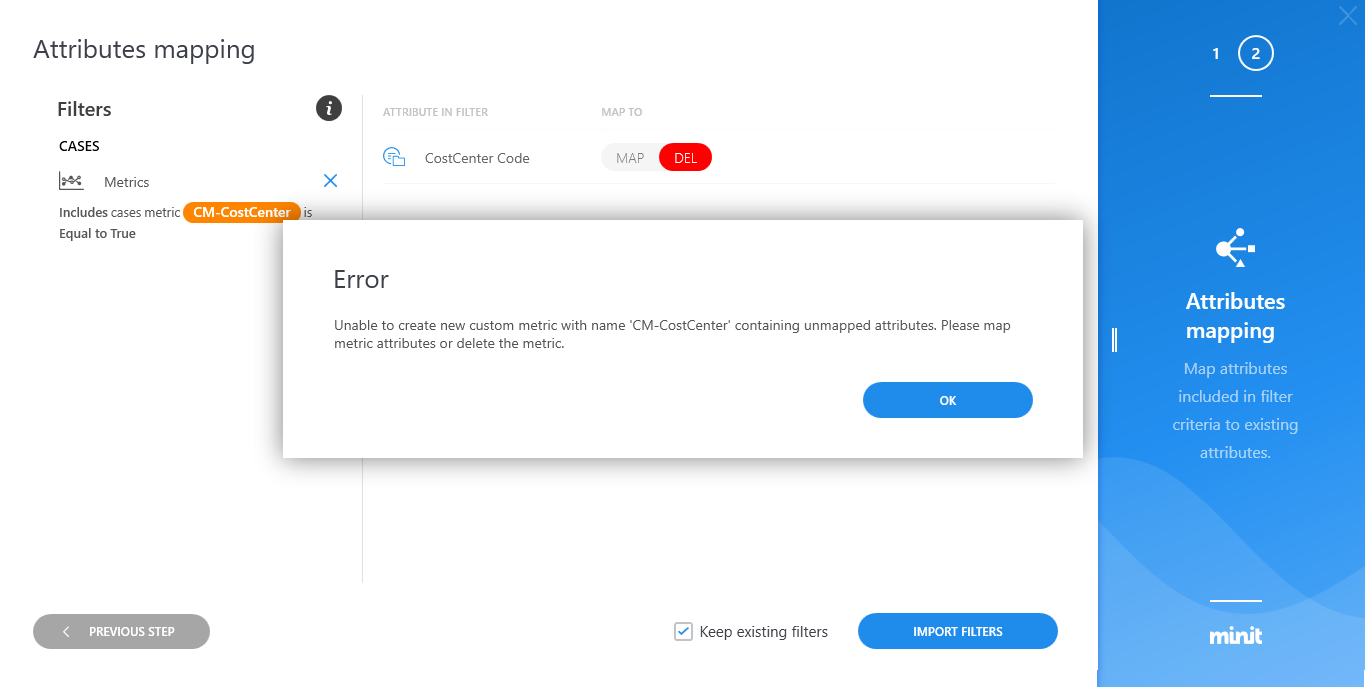 Attributes mapping
Filters
i
CASES
Metrics
Includes cases metric CM-CostCenter is
Equal to True
ATTRIBUTE IN FILTER MAP TO
CostCenter Code MAP DEL
Error
Unable to create new custom metric with name 'CM-CostCenter' containing unmapped attributes. Please map
metric attributes or delete the metric.
OK
PREVIOUS STEP
Keep existing filters
IMPORT FILTERS
1 2
Attributes
mapping
Map attributes
included in filter
criteria to existing
attributes.
minit